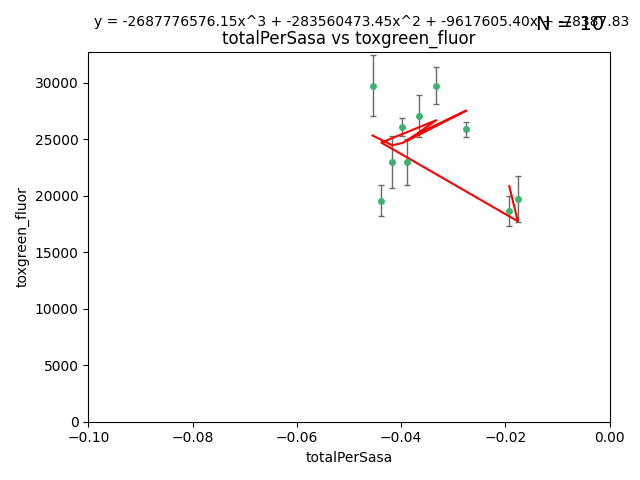 y = -2687776576.15x^3 + -283560473.45x^2 + -9617605.40x + -78387.83
N = 10
totalPerSasa vs toxgreen_fluor
30000
25000
20000
15000
10000
5000
0
toxgreen_fluor
−0.10 −0.08 −0.06 −0.04 −0.02 0.00
totalPerSasa